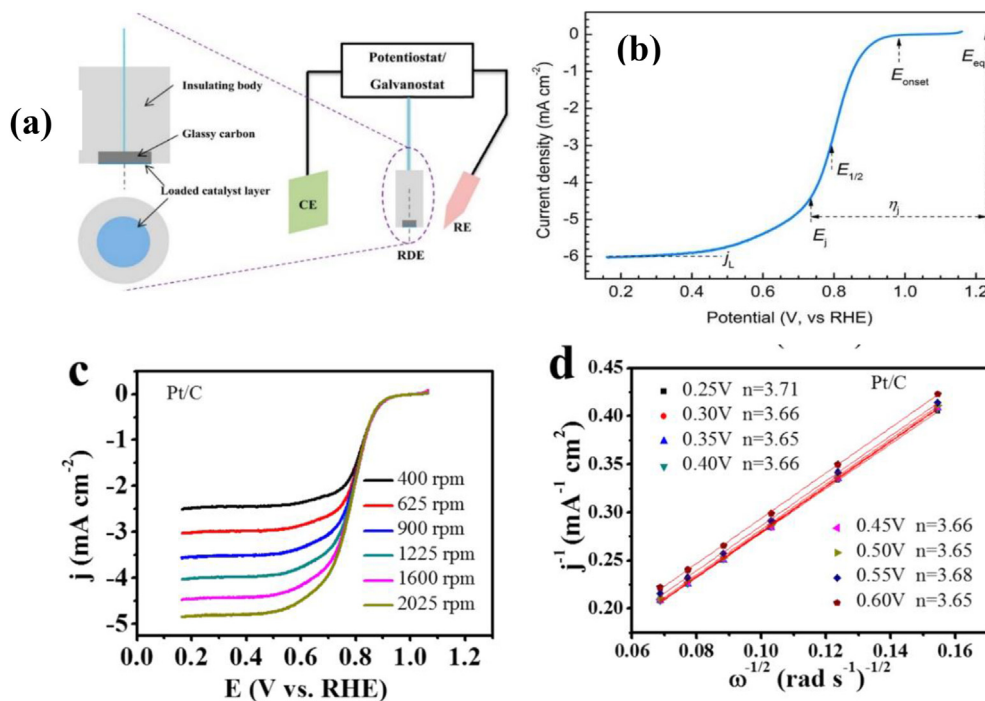 (a)
Insulating body
Glassy carbon
Loaded catalyst layer
Potentiostat/
Galvanostat
CE
RE
RDE
(b)
Current density (mA cm⁻²)
0
-1
-2
-3
-4
-5
-6
E_eq
E_onset
E_1/2
η_j
E_j
j_L
0.2
0.4
0.6
0.8
1.0
1.2
Potential (V, vs RHE)
c
Pt/C
j (mA cm⁻²)
0
-1
-2
-3
-4
-5
400 rpm
625 rpm
900 rpm
1225 rpm
1600 rpm
2025 rpm
0.0
0.2
0.4
0.6
0.8
1.0
1.2
E (V vs. RHE)
d
Pt/C
j⁻¹ (mA⁻¹ cm²)
0.45
0.40
0.35
0.30
0.25
0.20
0.25V n=3.71
0.30V n=3.66
0.35V n=3.65
0.40V n=3.66
0.45V n=3.66
0.50V n=3.65
0.55V n=3.68
0.60V n=3.65
0.06
0.08
0.10
0.12
0.14
0.16
ω⁻¹/² (rad s⁻¹)⁻¹/²